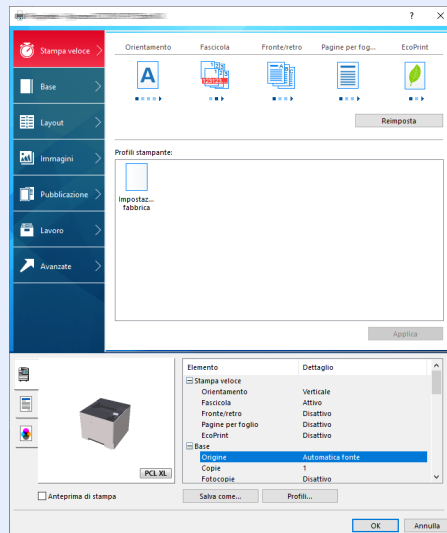 Stampa veloce
Base
Layout
Immagini
Pubblicazione
Lavoro
Avanzate
Orientamento
Fascicola
Fronte/retro
Pagine per fog...
EcoPrint
A
123123...
Reimposta
Profili stampante:
Impostaz...
fabbrica
Applica
PCL XL
Anteprima di stampa
Elemento Dettaglio
Stampa veloce
Orientamento Verticale
Fascicola Attivo
Fronte/retro Disattivo
Pagine per foglio Disattivo
EcoPrint Disattivo
Base
Origine Automatica fonte
Copie 1
Fotocopie Disattivo
Salva come... Profili...
OK Annulla